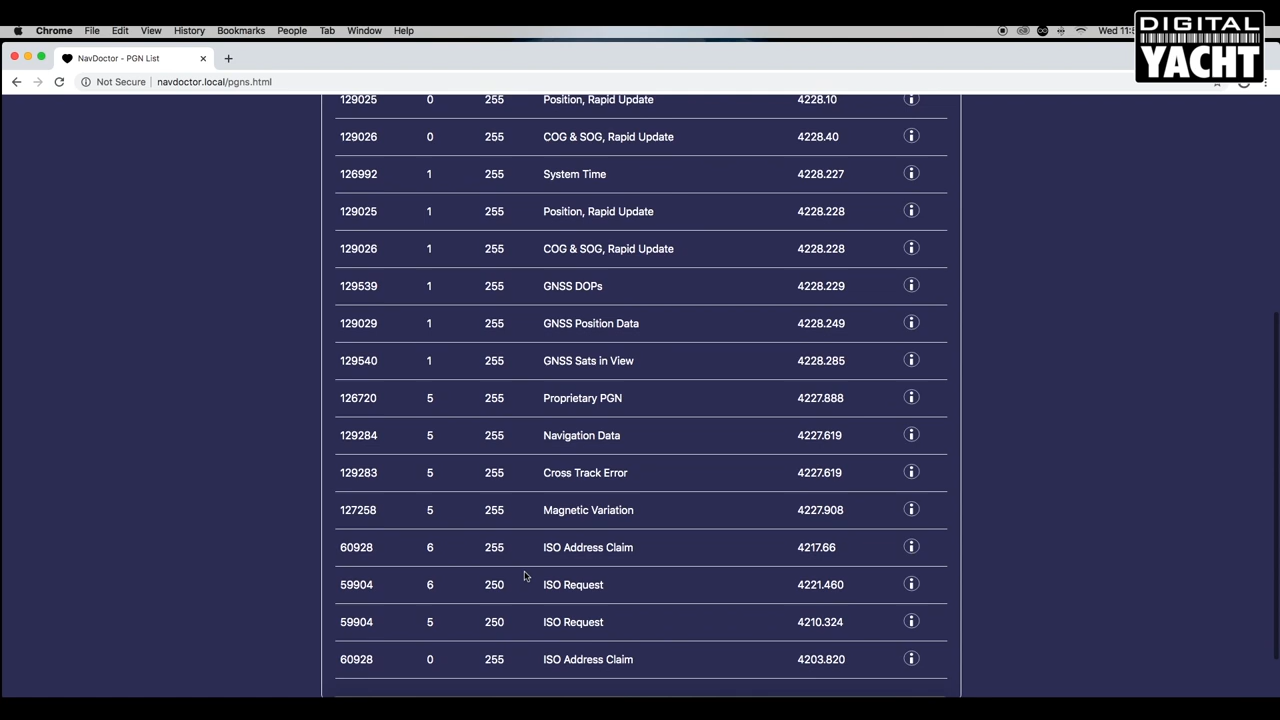 Chrome File Edit View History Bookmarks People Tab Window Help
DIGITAL
YACHT
NavDoctor - PGN List
Not Secure navdoctor.local/pgns.html
129025 0 255 Position, Rapid Update 4228.10
129026 0 255 COG & SOG, Rapid Update 4228.40
126992 1 255 System Time 4228.227
129025 1 255 Position, Rapid Update 4228.228
129026 1 255 COG & SOG, Rapid Update 4228.228
129539 1 255 GNSS DOPs 4228.229
129029 1 255 GNSS Position Data 4228.249
129540 1 255 GNSS Sats in View 4228.285
126720 5 255 Proprietary PGN 4227.888
129284 5 255 Navigation Data 4227.619
129283 5 255 Cross Track Error 4227.619
127258 5 255 Magnetic Variation 4227.908
60928 6 255 ISO Address Claim 4217.66
59904 6 250 ISO Request 4221.460
59904 5 250 ISO Request 4210.324
60928 0 255 ISO Address Claim 4203.820